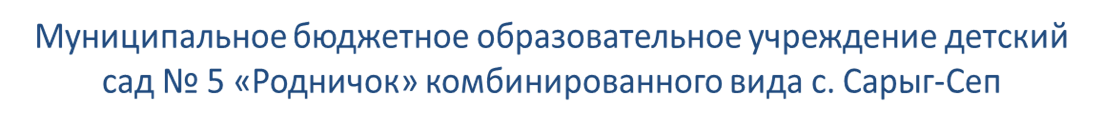 Муниципальное бюджетное образовательное учреждение детский
сад № 5 «Родничок» комбинированного вида с. Сарыг-Сеп